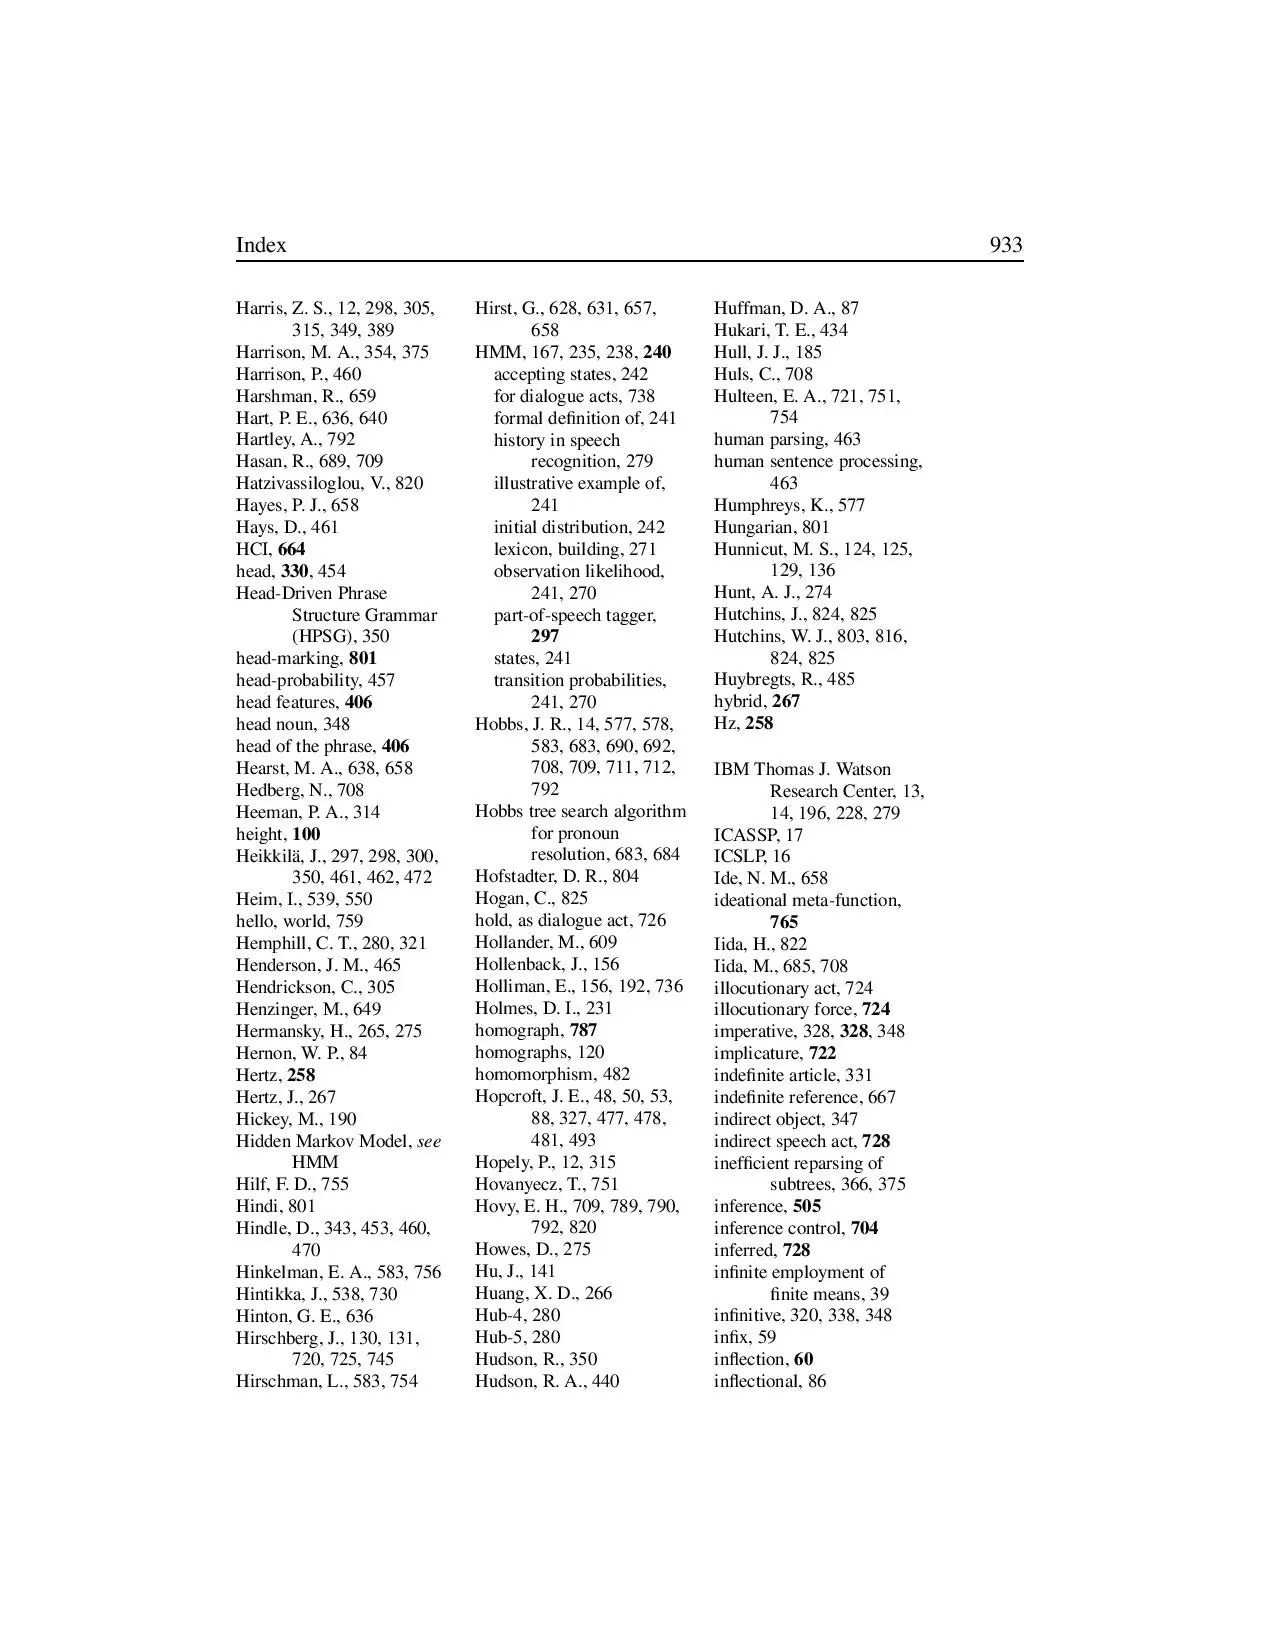 Index 933
Harris, Z. S., 12, 298, 305,
315, 349, 389
Harrison, M. A., 354, 375
Harrison, P., 460
Harshman, R., 659
Hart, P. E., 636, 640
Hartley, A., 792
Hasan, R., 689, 709
Hatzivassiloglou, V., 820
Hayes, P. J., 658
Hays, D., 461
HCI, 664
head, 330, 454
Head-Driven Phrase
Structure Grammar
(HPSG), 350
head-marking, 801
head-probability, 457
head features, 406
head noun, 348
head of the phrase, 406
Hearst, M. A., 638, 658
Hedberg, N., 708
Heeman, P. A., 314
height, 100
Heikkilä, J., 297, 298, 300,
350, 461, 462, 472
Heim, I., 539, 550
hello, world, 759
Hemphill, C. T., 280, 321
Henderson, J. M., 465
Hendrickson, C., 305
Henzinger, M., 649
Hermansky, H., 265, 275
Hernon, W. P., 84
Hertz, 258
Hertz, J., 267
Hickey, M., 190
Hidden Markov Model, see
HMM
Hilf, F. D., 755
Hindi, 801
Hindle, D., 343, 453, 460,
470
Hinkelman, E. A., 583, 756
Hintikka, J., 538, 730
Hinton, G. E., 636
Hirschberg, J., 130, 131,
720, 725, 745
Hirschman, L., 583, 754
Hirst, G., 628, 631, 657,
658
HMM, 167, 235, 238, 240
accepting states, 242
for dialogue acts, 738
formal definition of, 241
history in speech
recognition, 279
illustrative example of,
241
initial distribution, 242
lexicon, building, 271
observation likelihood,
241, 270
part-of-speech tagger,
297
states, 241
transition probabilities,
241, 270
Hobbs, J. R., 14, 577, 578,
583, 683, 690, 692,
708, 709, 711, 712,
792
Hobbs tree search algorithm
for pronoun
resolution, 683, 684
Hofstadter, D. R., 804
Hogan, C., 825
hold, as dialogue act, 726
Hollander, M., 609
Hollenback, J., 156
Holliman, E., 156, 192, 736
Holmes, D. I., 231
homograph, 787
homographs, 120
homomorphism, 482
Hopcroft, J. E., 48, 50, 53,
88, 327, 477, 478,
481, 493
Hopely, P., 12, 315
Hovanyecz, T., 751
Hovy, E. H., 709, 789, 790,
792, 820
Howes, D., 275
Hu, J., 141
Huang, X. D., 266
Hub-4, 280
Hub-5, 280
Hudson, R., 350
Hudson, R. A., 440
Huffman, D. A., 87
Hukari, T. E., 434
Hull, J. J., 185
Huls, C., 708
Hulteen, E. A., 721, 751,
754
human parsing, 463
human sentence processing,
463
Humphreys, K., 577
Hungarian, 801
Hunnicut, M. S., 124, 125,
129, 136
Hunt, A. J., 274
Hutchins, J., 824, 825
Hutchins, W. J., 803, 816,
824, 825
Huybregts, R., 485
hybrid, 267
Hz, 258
IBM Thomas J. Watson
Research Center, 13,
14, 196, 228, 279
ICASSP, 17
ICSLP, 16
Ide, N. M., 658
ideational meta-function,
765
Iida, H., 822
Iida, M., 685, 708
illocutionary act, 724
illocutionary force, 724
imperative, 328, 328, 348
implicature, 722
indefinite article, 331
indefinite reference, 667
indirect object, 347
indirect speech act, 728
inefficient reparsing of
subtrees, 366, 375
inference, 505
inference control, 704
inferred, 728
infinite employment of
finite means, 39
infinitive, 320, 338, 348
infix, 59
inflection, 60
inflectional, 86